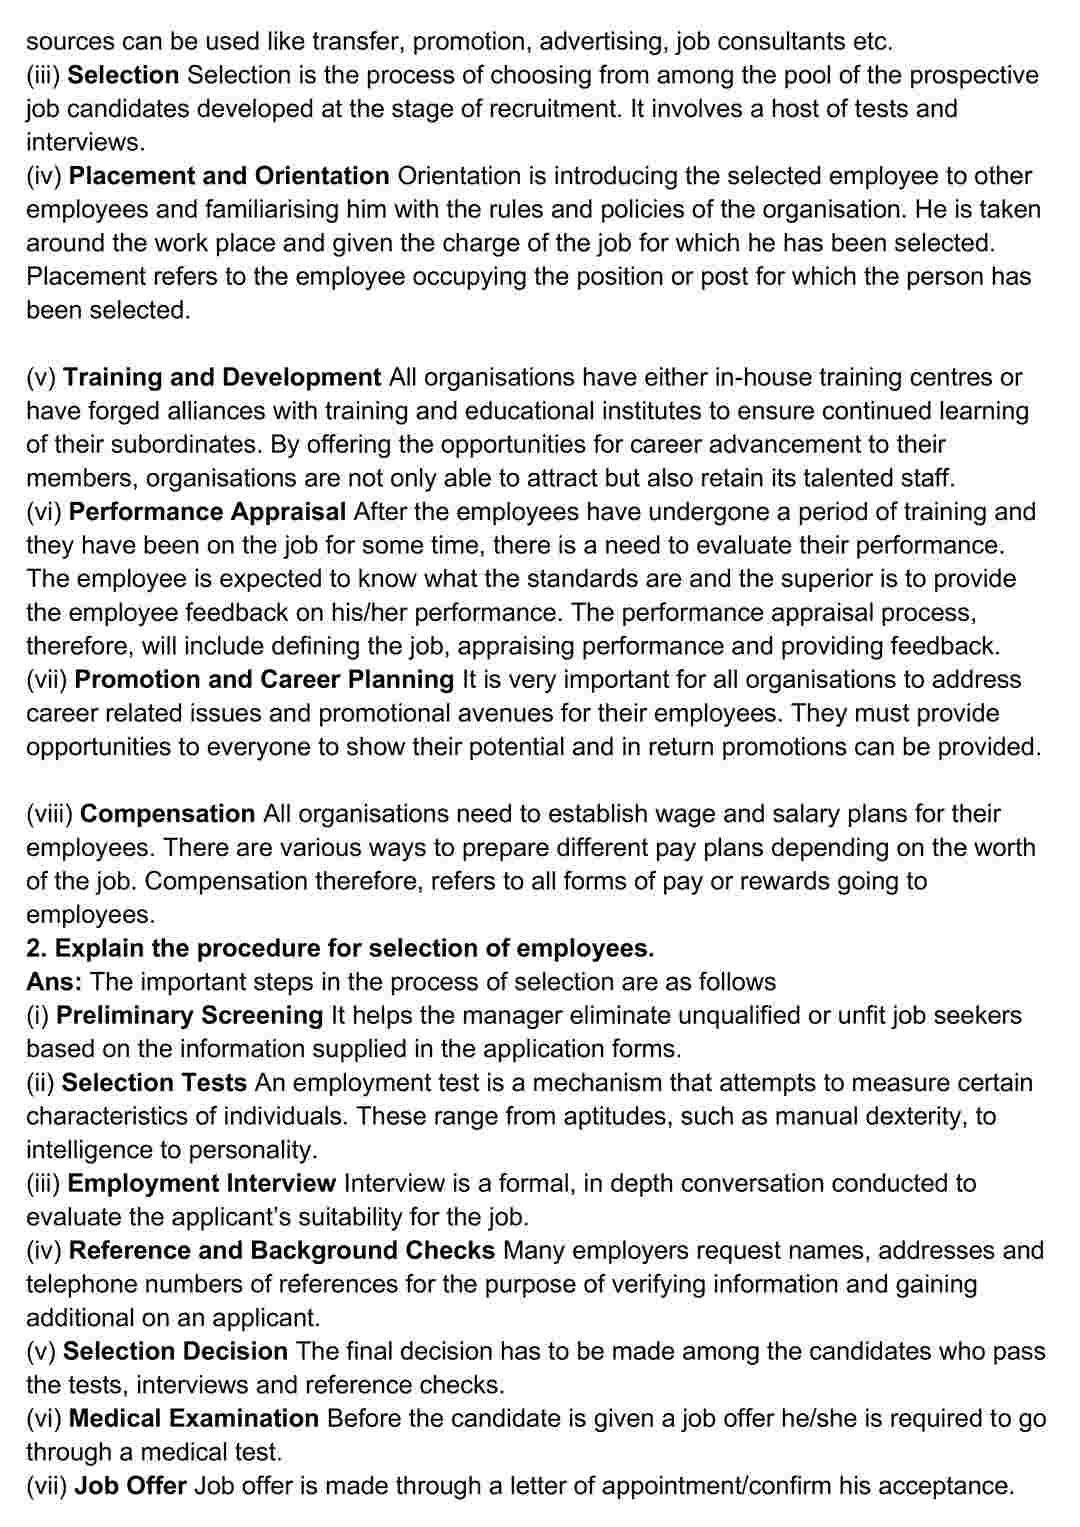 sources can be used like transfer, promotion, advertising, job consultants etc.
(iii) Selection Selection is the process of choosing from among the pool of the prospective
job candidates developed at the stage of recruitment. It involves a host of tests and
interviews.
(iv) Placement and Orientation Orientation is introducing the selected employee to other
employees and familiarising him with the rules and policies of the organisation. He is taken
around the work place and given the charge of the job for which he has been selected.
Placement refers to the employee occupying the position or post for which the person has
been selected.
(v) Training and Development All organisations have either in-house training centres or
have forged alliances with training and educational institutes to ensure continued learning
of their subordinates. By offering the opportunities for career advancement to their
members, organisations are not only able to attract but also retain its talented staff.
(vi) Performance Appraisal After the employees have undergone a period of training and
they have been on the job for some time, there is a need to evaluate their performance.
The employee is expected to know what the standards are and the superior is to provide
the employee feedback on his/her performance. The performance appraisal process,
therefore, will include defining the job, appraising performance and providing feedback.
(vii) Promotion and Career Planning It is very important for all organisations to address
career related issues and promotional avenues for their employees. They must provide
opportunities to everyone to show their potential and in return promotions can be provided.
(viii) Compensation All organisations need to establish wage and salary plans for their
employees. There are various ways to prepare different pay plans depending on the worth
of the job. Compensation therefore, refers to all forms of pay or rewards going to
employees.
2. Explain the procedure for selection of employees.
Ans: The important steps in the process of selection are as follows
(i) Preliminary Screening It helps the manager eliminate unqualified or unfit job seekers
based on the information supplied in the application forms.
(ii) Selection Tests An employment test is a mechanism that attempts to measure certain
characteristics of individuals. These range from aptitudes, such as manual dexterity, to
intelligence to personality.
(iii) Employment Interview Interview is a formal, in depth conversation conducted to
evaluate the applicant's suitability for the job.
(iv) Reference and Background Checks Many employers request names, addresses and
telephone numbers of references for the purpose of verifying information and gaining
additional on an applicant.
(v) Selection Decision The final decision has to be made among the candidates who pass
the tests, interviews and reference checks.
(vi) Medical Examination Before the candidate is given a job offer he/she is required to go
through a medical test.
(vii) Job Offer Job offer is made through a letter of appointment/confirm his acceptance.